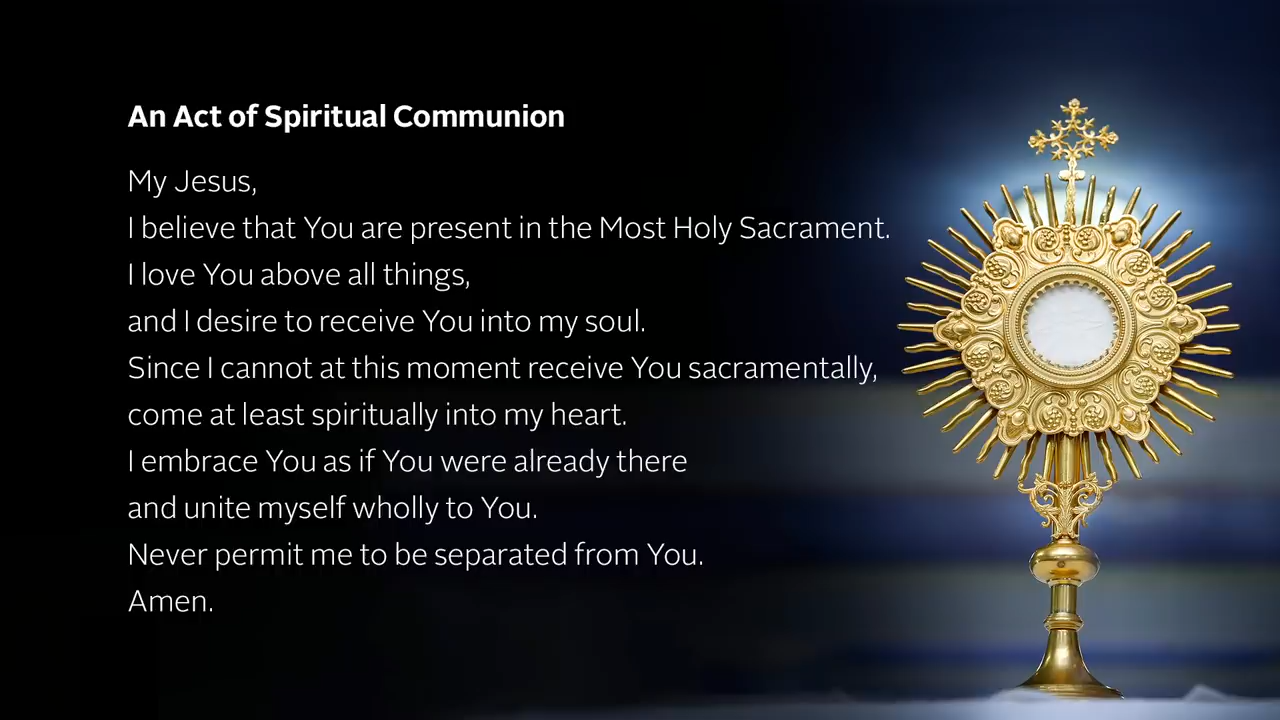 An Act of Spiritual Communion
My Jesus,
I believe that You are present in the Most Holy Sacrament.
I love You above all things,
and I desire to receive You into my soul.
Since I cannot at this moment receive You sacramentally,
come at least spiritually into my heart.
I embrace You as if You were already there
and unite myself wholly to You.
Never permit me to be separated from You.
Amen.